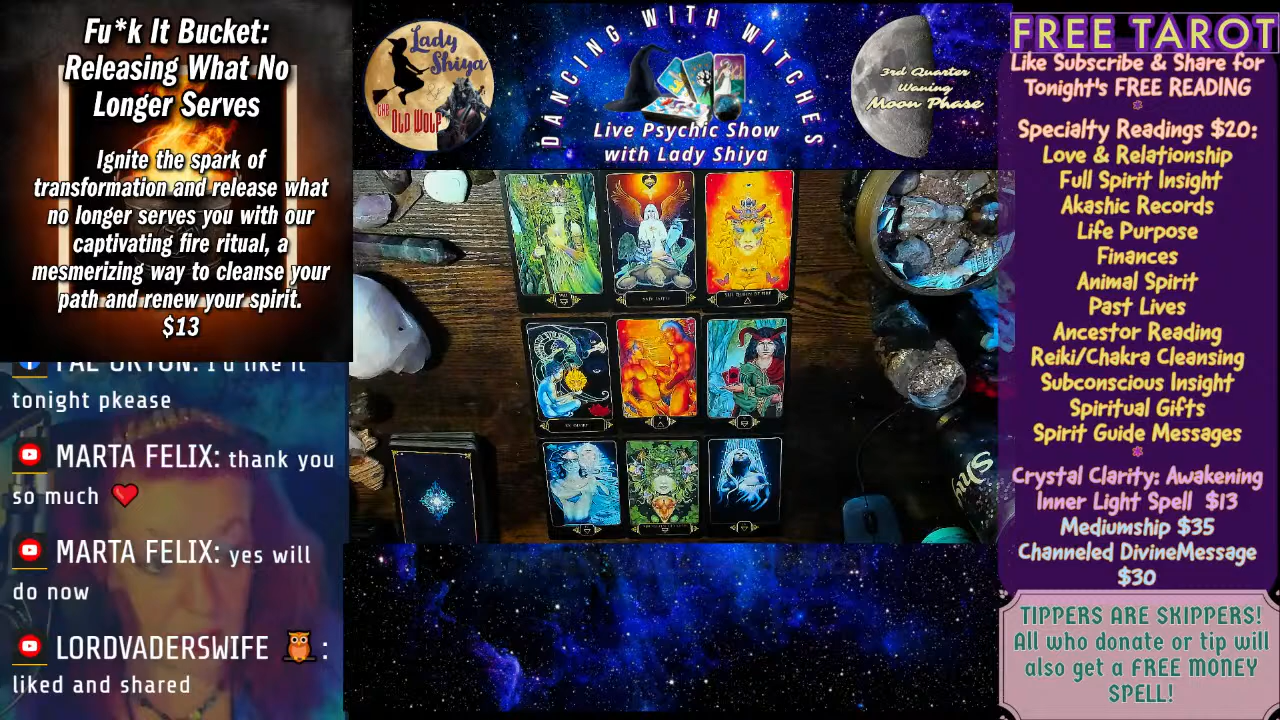 Fu*k It Bucket:
Releasing What No
Longer Serves
Ignite the spark of
transformation and release what
no longer serves you with our
captivating fire ritual, a
mesmerizing way to cleanse your
path and renew your spirit.
$13
tonight pkease
MARTA FELIX: thank you
so much ❤️
MARTA FELIX: yes will
do now
LORDVADERSWIFE 🦉:
liked and shared
Lady
Shiya
the
OLD WOLF
DANCING WITH WITCHES
Live Psychic Show
with Lady Shiya
3rd Quarter
Waning
Moon Phase
FREE TAROT
Like Subscribe & Share for
Tonight's FREE READING
*
Specialty Readings $20:
Love & Relationship
Full Spirit Insight
Akashic Records
Life Purpose
Finances
Animal Spirit
Past Lives
Ancestor Reading
Reiki/Chakra Cleansing
Subconscious Insight
Spiritual Gifts
Spirit Guide Messages
*
Crystal Clarity: Awakening
Inner Light Spell $13
Mediumship $35
Channeled DivineMessage
$30
TIPPERS ARE SKIPPERS!
All who donate or tip will
also get a FREE MONEY
SPELL!